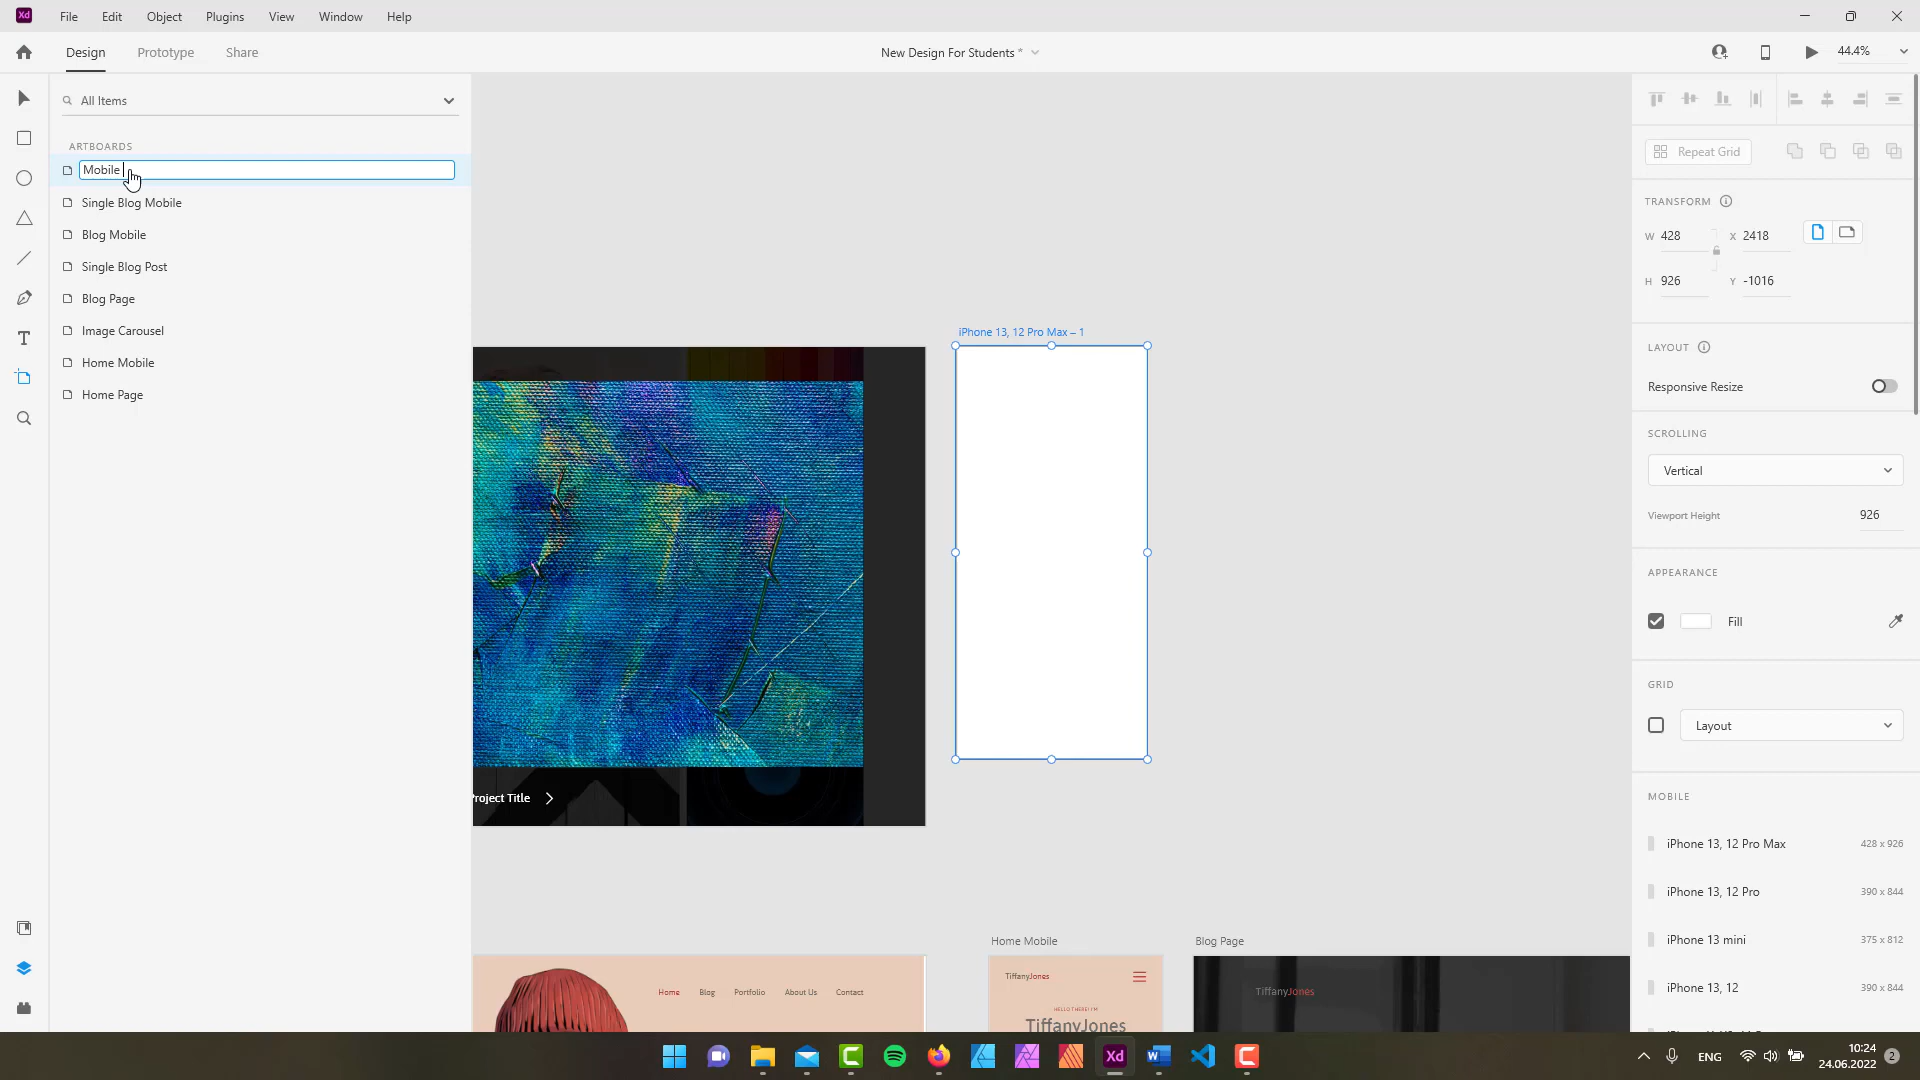 Xd File Edit Object Plugins View Window Help
Design Prototype Share New Design For Students * 44.4%
All Items
ARTBOARDS
Mobile
Single Blog Mobile
Blog Mobile
Single Blog Post
Blog Page
Image Carousel
Home Mobile
Home Page
iPhone 13, 12 Pro Max – 1
Project Title
Home Mobile
Blog Page
Home Blog Portfolio About Us Contact
TiffanyJones
HELLO THERE! I'M
TiffanyJones
TiffanyJones
Repeat Grid
TRANSFORM
W 428 X 2418
H 926 Y -1016
LAYOUT
Responsive Resize
SCROLLING
Vertical
Viewport Height 926
APPEARANCE
Fill
GRID
Layout
MOBILE
iPhone 13, 12 Pro Max 428 x 926
iPhone 13, 12 Pro 390 x 844
iPhone 13 mini 375 x 812
iPhone 13, 12 390 x 844
Xd
ENG
10:24
24.06.2022
2